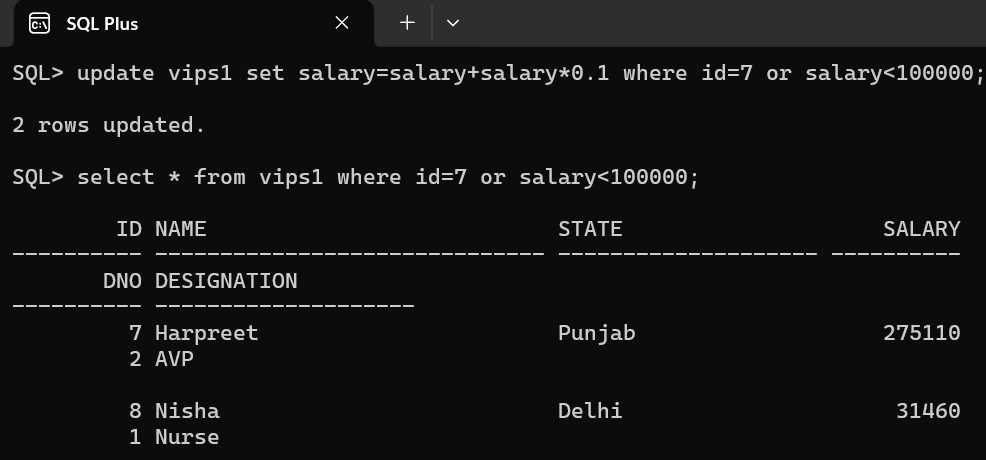 SQL Plus
SQL> update vips1 set salary=salary+salary*0.1 where id=7 or salary<100000;
2 rows updated.
SQL> select * from vips1 where id=7 or salary<100000;
ID NAME STATE SALARY
---------- ------------------------------ -------------------- ----------
DNO DESIGNATION
---------- --------------------
7 Harpreet Punjab 275110
2 AVP
8 Nisha Delhi 31460
1 Nurse